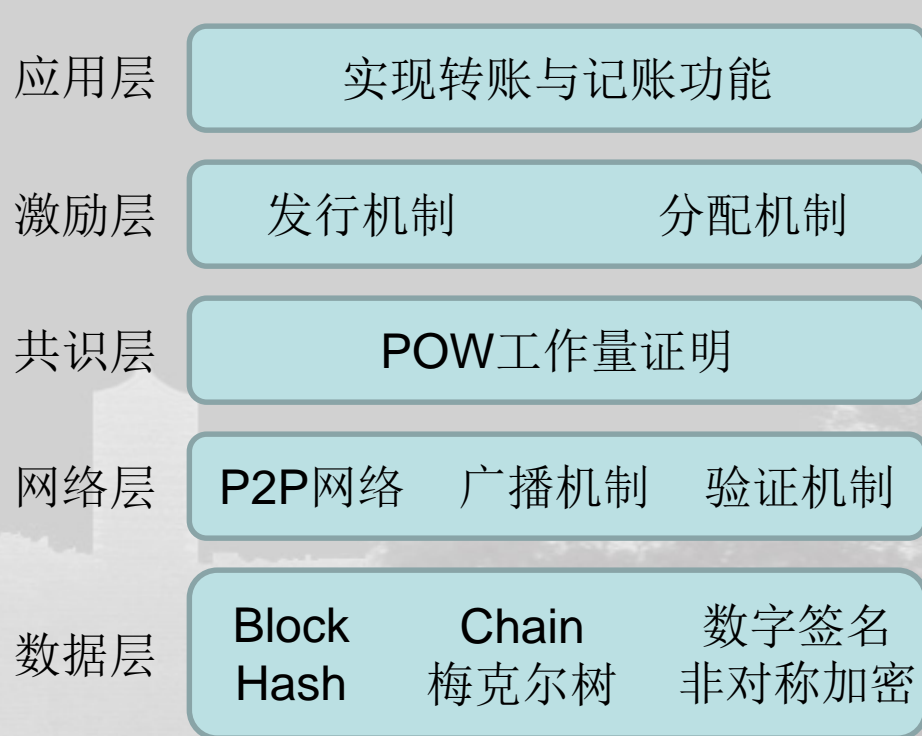 应用层
实现转账与记账功能
激励层
发行机制 分配机制
共识层
POW工作量证明
网络层
P2P网络 广播机制 验证机制
数据层
Block Chain 数字签名
Hash 梅克尔树 非对称加密